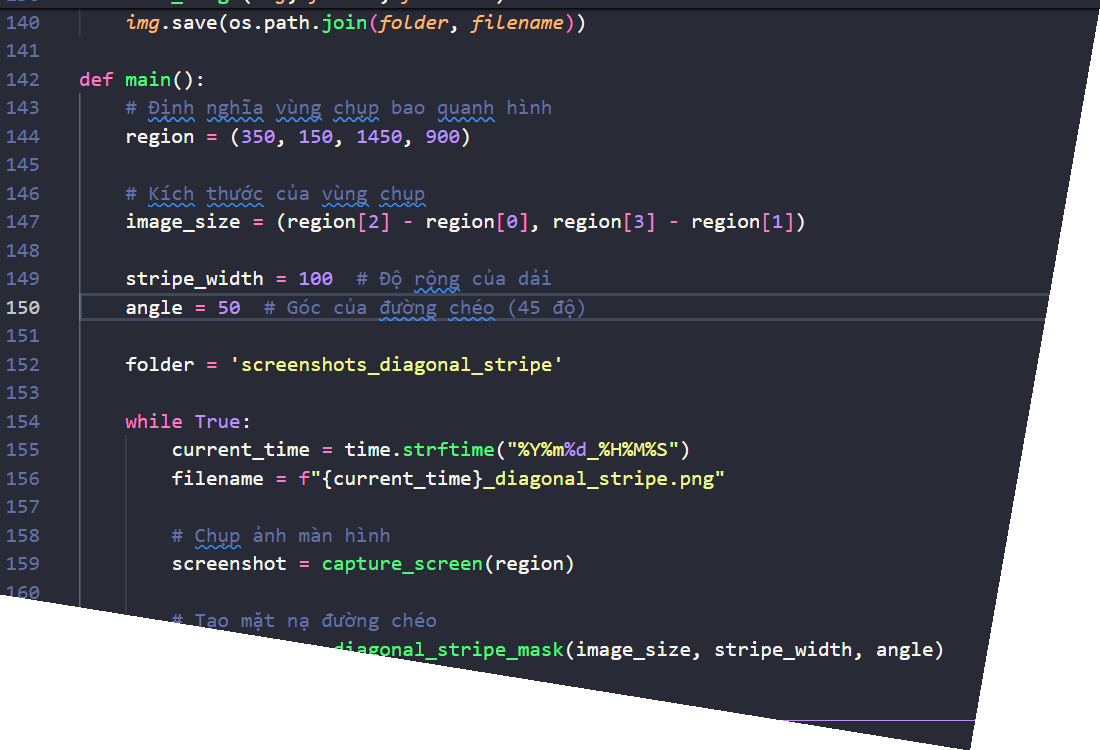 140 img.save(os.path.join(folder, filename))
141
142 def main():
143 # Định nghĩa vùng chụp bao quanh hình
144 region = (350, 150, 1450, 900)
145
146 # Kích thước của vùng chụp
147 image_size = (region[2] - region[0], region[3] - region[1])
148
149 stripe_width = 100 # Độ rộng của dải
150 angle = 50 # Góc của đường chéo (45 độ)
151
152 folder = 'screenshots_diagonal_stripe'
153
154 while True:
155 current_time = time.strftime("%Y%m%d_%H%M%S")
156 filename = f"{current_time}_diagonal_stripe.png"
157
158 # Chụp ảnh màn hình
159 screenshot = capture_screen(region)
160
# Tạo mặt nạ đường chéo
diagonal_stripe_mask(image_size, stripe_width, angle)